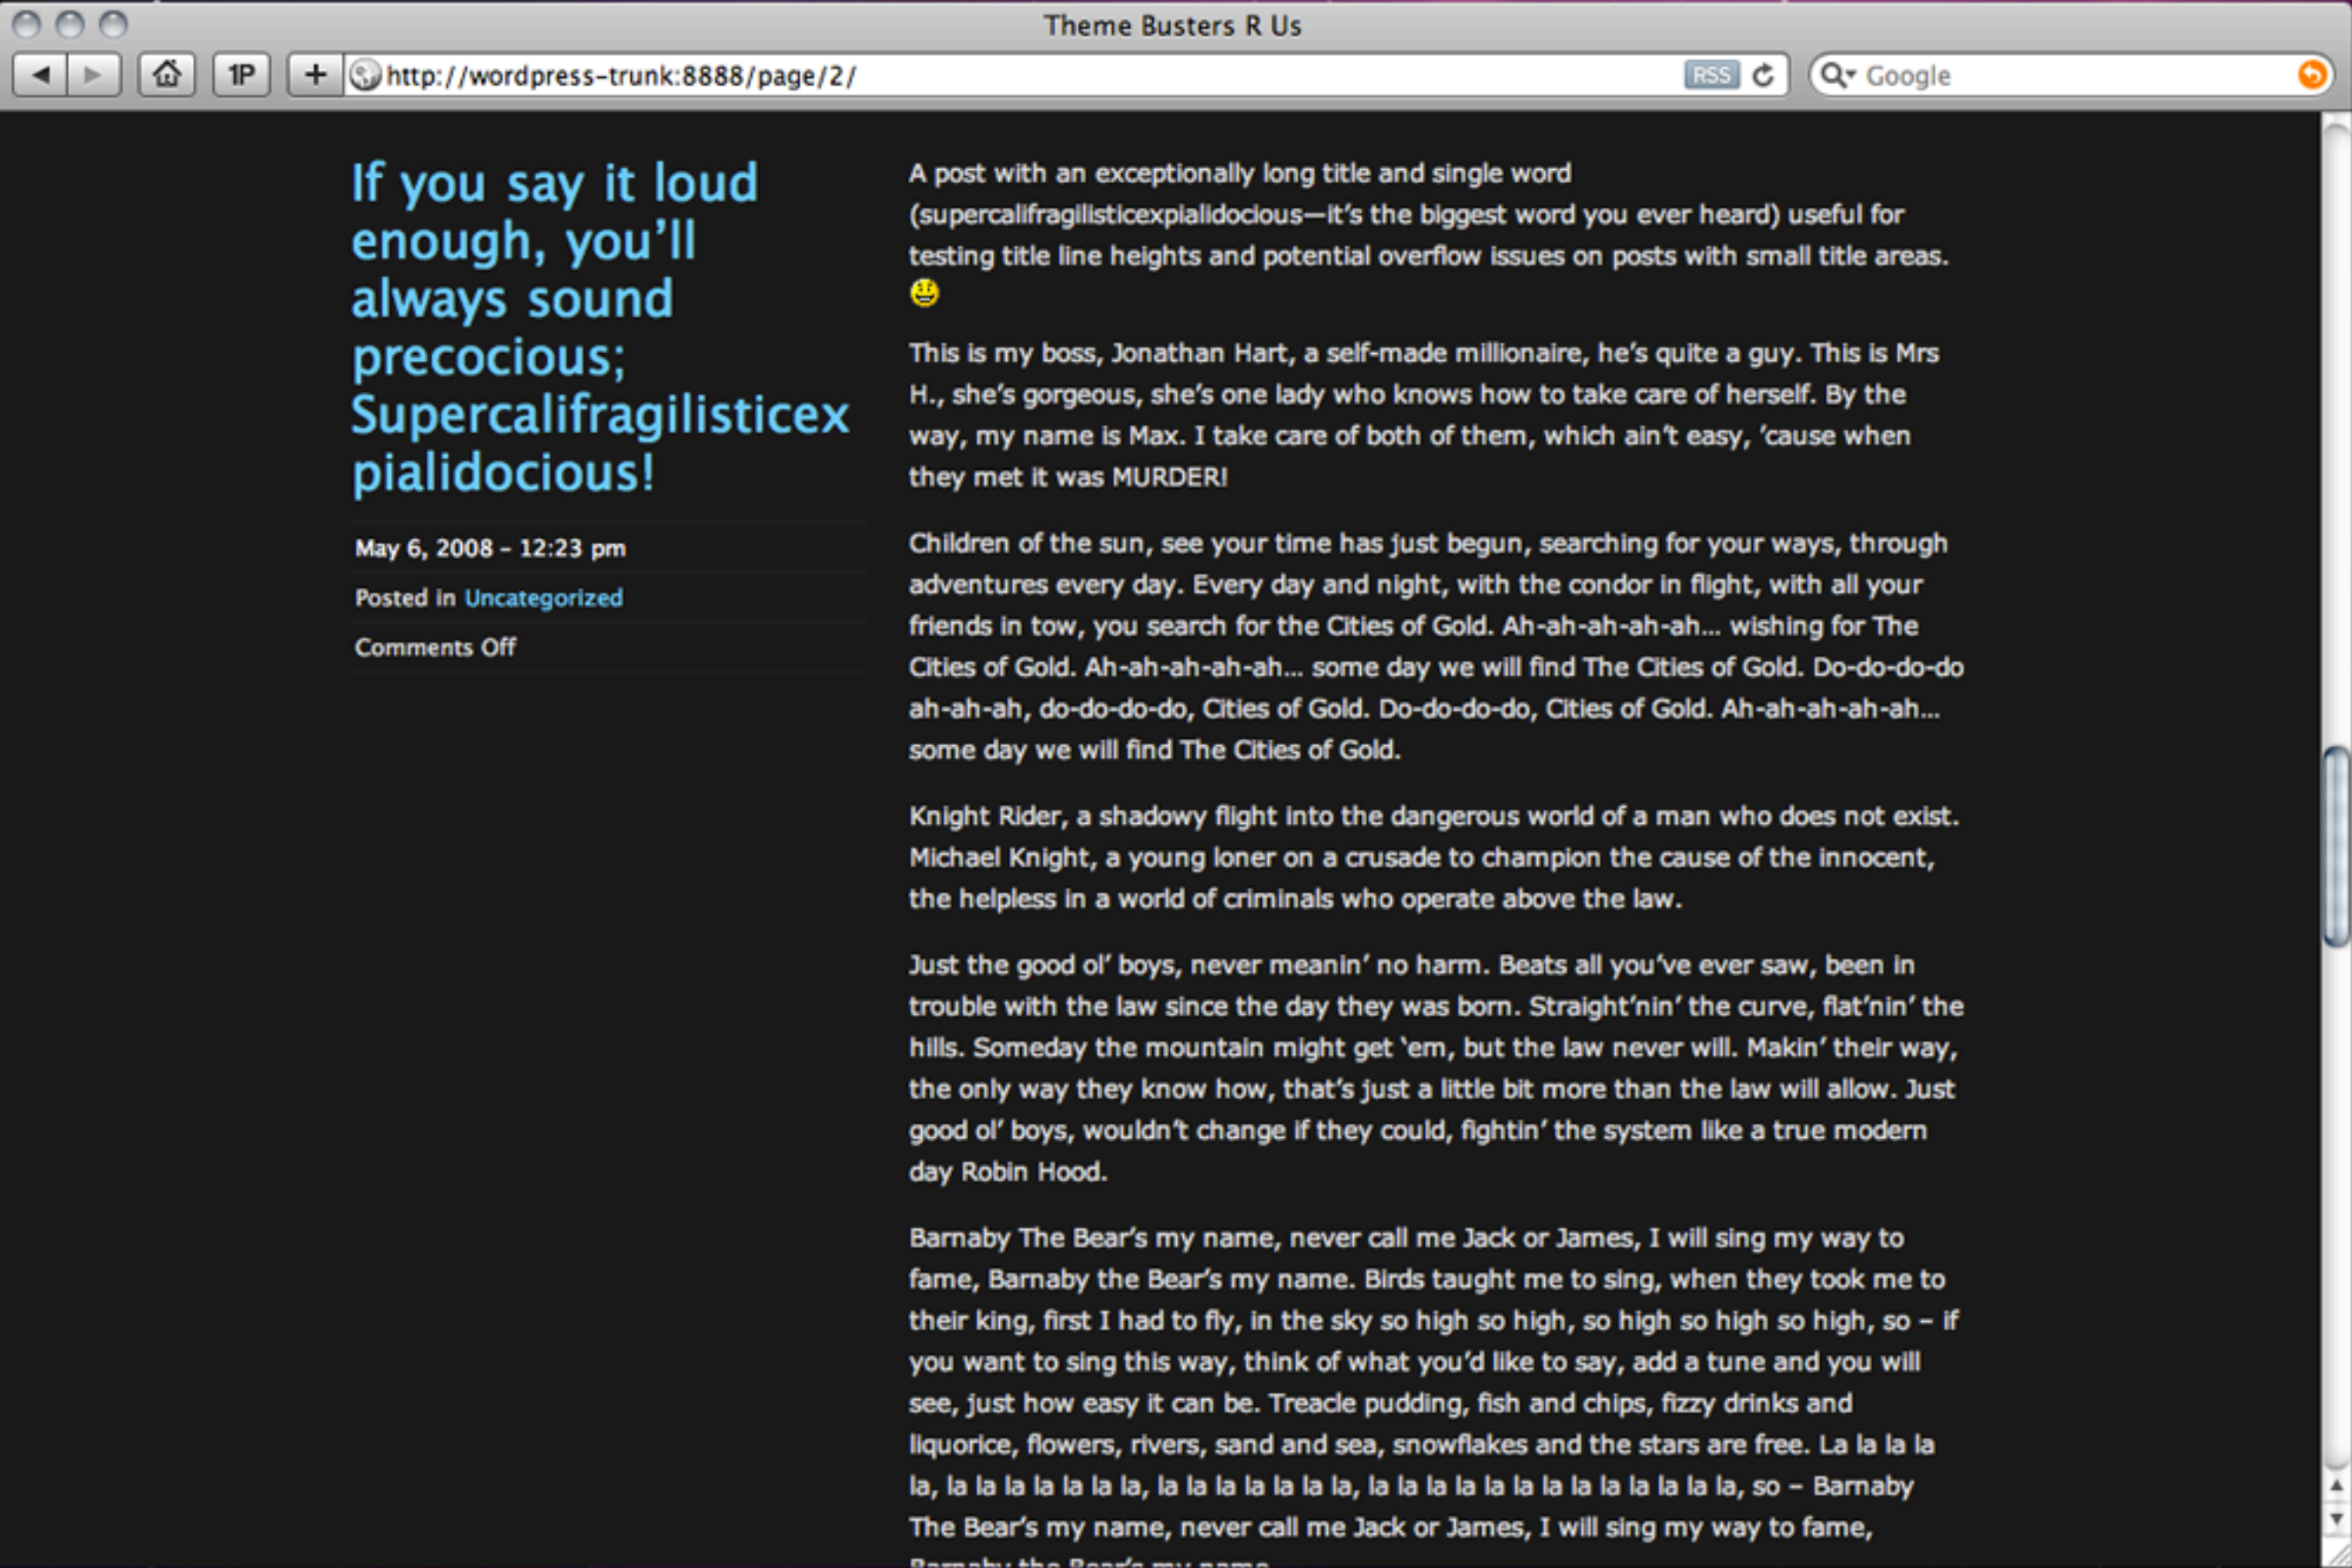 Theme Busters R Us
1P
+
http://wordpress-trunk:8888/page/2/
RSS
Google
If you say it loud
enough, you’ll
always sound
precocious;
Supercalifragilisticex
pialidocious!
May 6, 2008 – 12:23 pm
Posted in Uncategorized
Comments Off
A post with an exceptionally long title and single word
(supercalifragilisticexpialidocious—it’s the biggest word you ever heard) useful for
testing title line heights and potential overflow issues on posts with small title areas.
This is my boss, Jonathan Hart, a self-made millionaire, he’s quite a guy. This is Mrs
H., she’s gorgeous, she’s one lady who knows how to take care of herself. By the
way, my name is Max. I take care of both of them, which ain’t easy, ’cause when
they met it was MURDER!
Children of the sun, see your time has just begun, searching for your ways, through
adventures every day. Every day and night, with the condor in flight, with all your
friends in tow, you search for the Cities of Gold. Ah-ah-ah-ah-ah… wishing for The
Cities of Gold. Ah-ah-ah-ah-ah… some day we will find The Cities of Gold. Do-do-do-do
ah-ah-ah, do-do-do-do, Cities of Gold. Do-do-do-do, Cities of Gold. Ah-ah-ah-ah-ah…
some day we will find The Cities of Gold.
Knight Rider, a shadowy flight into the dangerous world of a man who does not exist.
Michael Knight, a young loner on a crusade to champion the cause of the innocent,
the helpless in a world of criminals who operate above the law.
Just the good ol’ boys, never meanin’ no harm. Beats all you’ve ever saw, been in
trouble with the law since the day they was born. Straight’nin’ the curve, flat’nin’ the
hills. Someday the mountain might get ‘em, but the law never will. Makin’ their way,
the only way they know how, that’s just a little bit more than the law will allow. Just
good ol’ boys, wouldn’t change if they could, fightin’ the system like a true modern
day Robin Hood.
Barnaby The Bear’s my name, never call me Jack or James, I will sing my way to
fame, Barnaby the Bear’s my name. Birds taught me to sing, when they took me to
their king, first I had to fly, in the sky so high so high, so high so high so high, so – if
you want to sing this way, think of what you’d like to say, add a tune and you will
see, just how easy it can be. Treacle pudding, fish and chips, fizzy drinks and
liquorice, flowers, rivers, sand and sea, snowflakes and the stars are free. La la la la
la, la la la la la la la, la la la la la la la, la la la la la la la la la la la la la, so – Barnaby
The Bear’s my name, never call me Jack or James, I will sing my way to fame,
Barnaby the Bear’s my name.